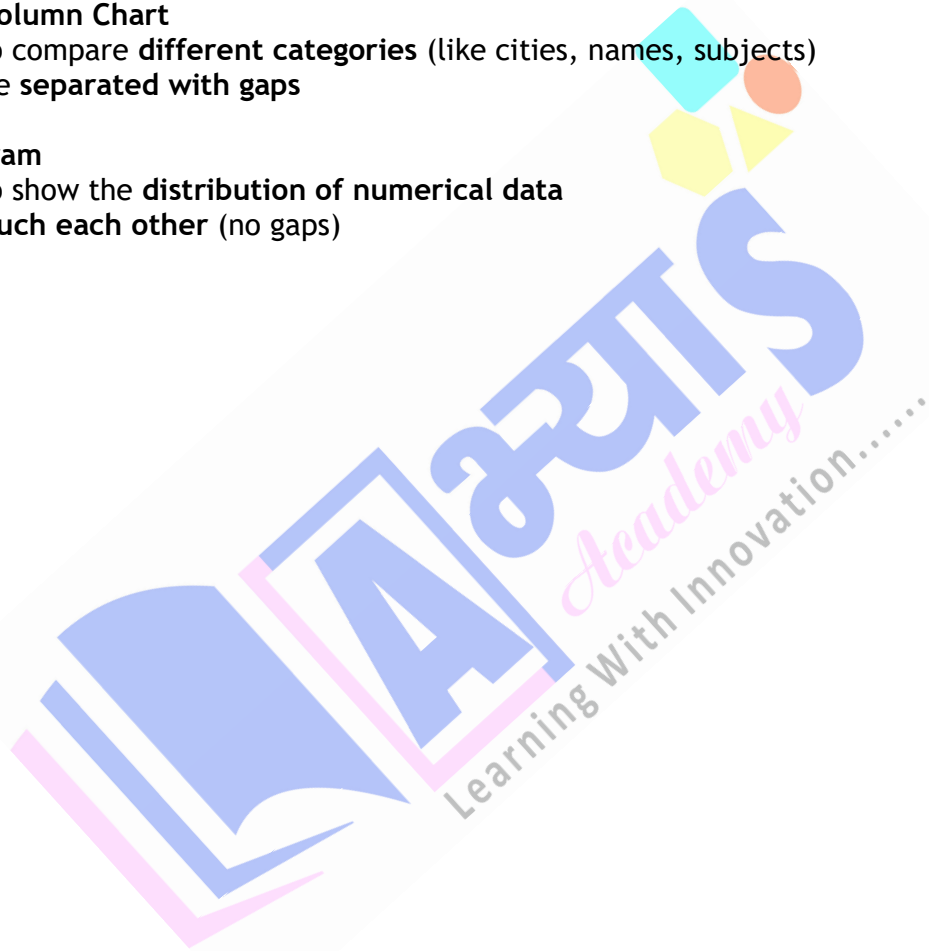 olumn Chart
o compare different categories (like cities, names, subjects)
e separated with gaps
am
o show the distribution of numerical data
uch each other (no gaps)
Aभ्याS
Academy
Learning With Innovation......